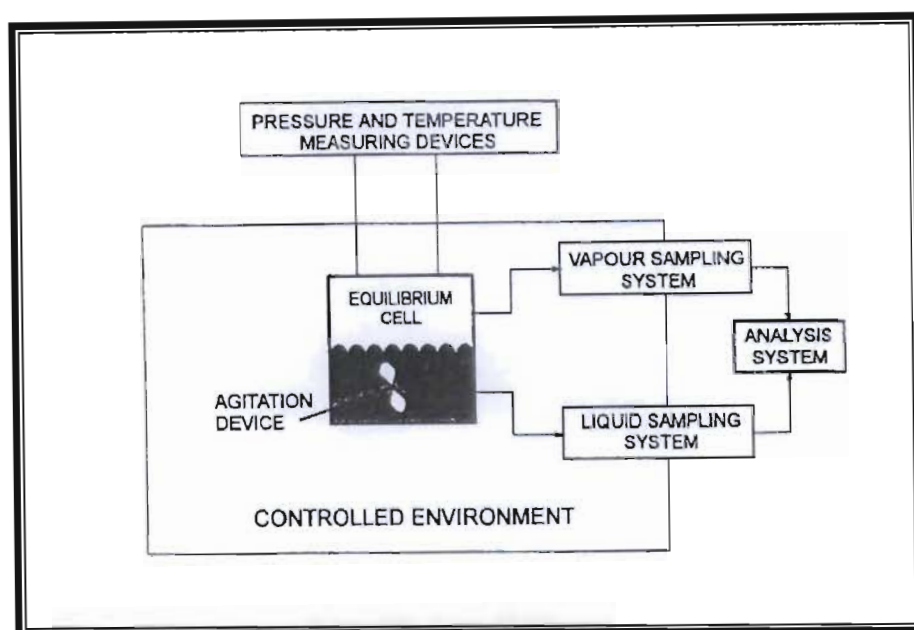 PRESSURE AND TEMPERATURE
MEASURING DEVICES
EQUILIBRIUM
CELL
VAPOUR SAMPLING
SYSTEM
ANALYSIS
SYSTEM
AGITATION
DEVICE
LIQUID SAMPLING
SYSTEM
CONTROLLED ENVIRONMENT